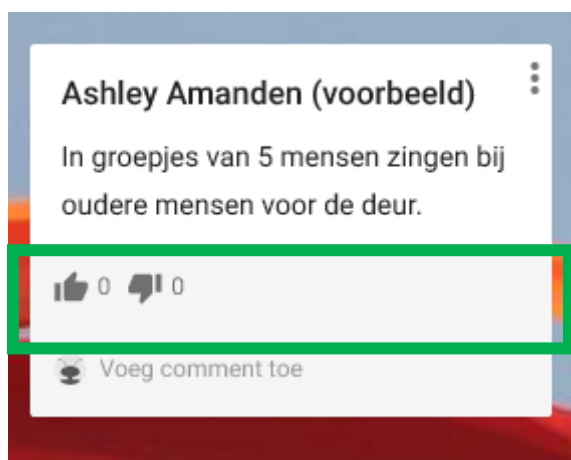 Ashley Amanden (voorbeeld)
In groepjes van 5 mensen zingen bij
oudere mensen voor de deur.
0 0
Voeg comment toe